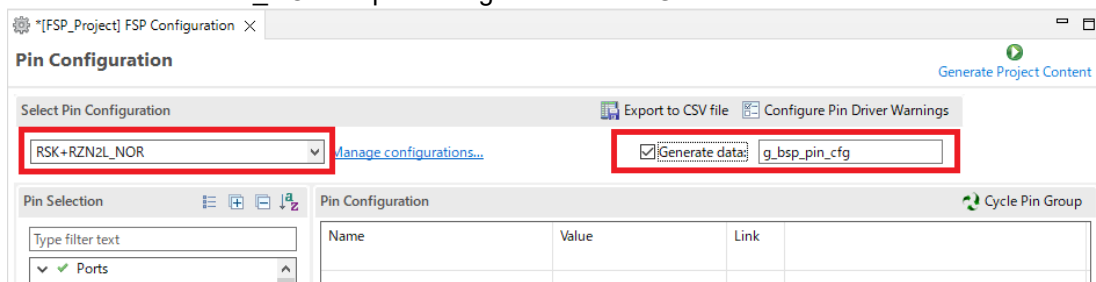 *[FSP_Project] FSP Configuration
Pin Configuration
Generate Project Content
Select Pin Configuration
Export to CSV file
Configure Pin Driver Warnings
RSK+RZN2L_NOR
Manage configurations...
Generate data:
g_bsp_pin_cfg
Pin Selection
Pin Configuration
Cycle Pin Group
Type filter text
Name
Value
Link
Ports